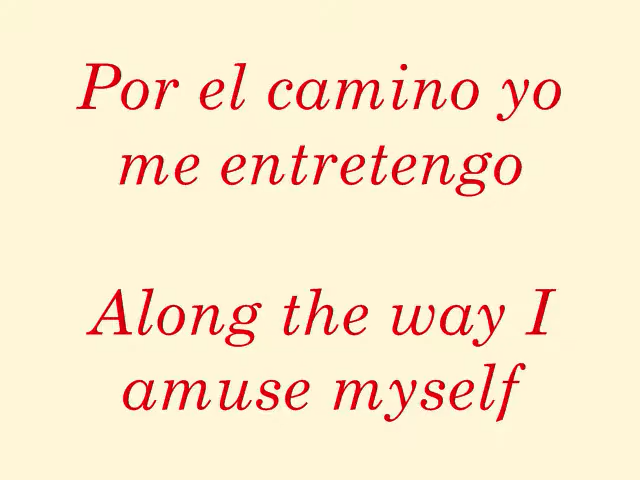 Por el camino yo
me entretengo
Along the way I
amuse myself